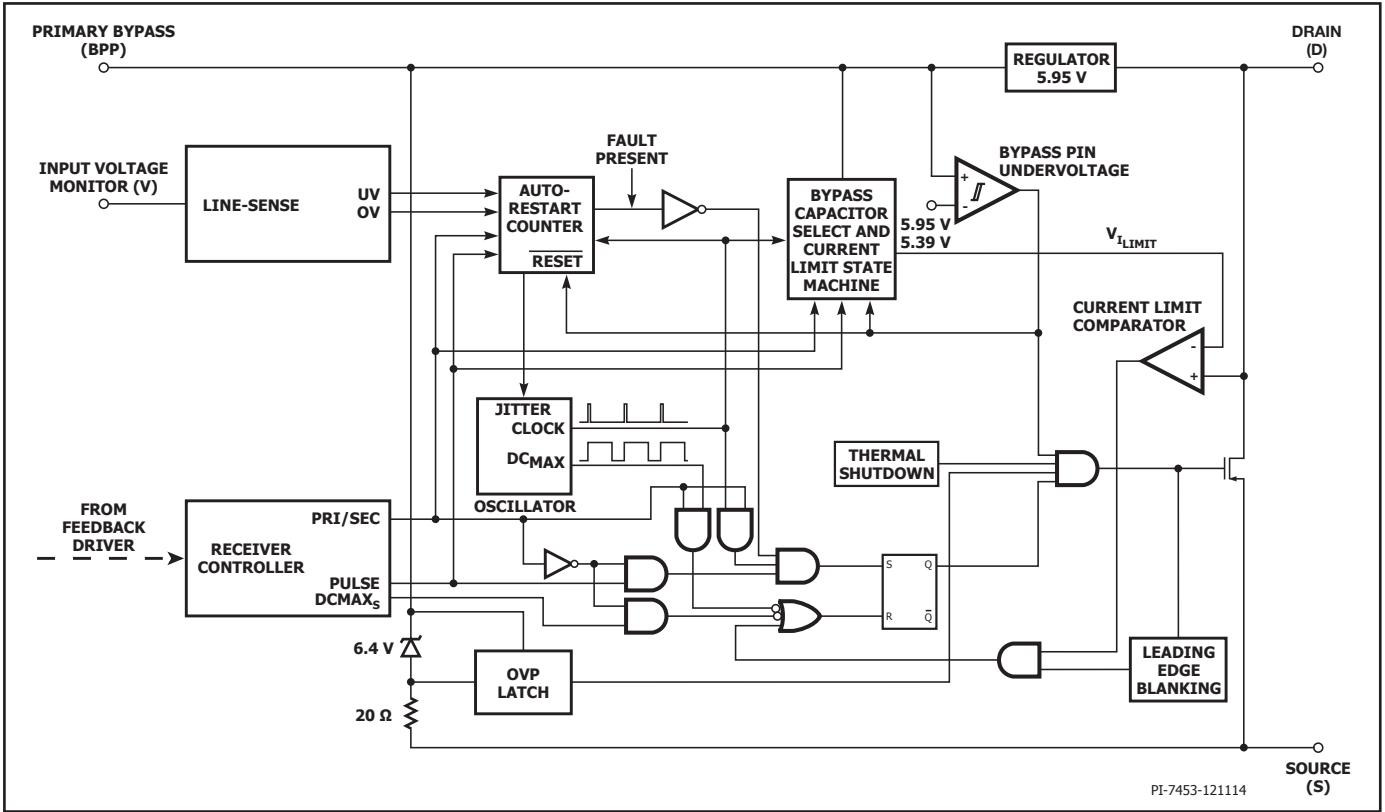 PRIMARY BYPASS
(BPP)
DRAIN
(D)
REGULATOR
5.95 V
INPUT VOLTAGE
MONITOR (V)
LINE-SENSE
UV
OV
FAULT
PRESENT
AUTO-
RESTART
COUNTER
RESET
BYPASS
CAPACITOR
SELECT AND
CURRENT
LIMIT STATE
MACHINE
BYPASS PIN
UNDERVOLTAGE
+
-
5.95 V
5.39 V
VILIMIT
CURRENT LIMIT
COMPARATOR
-
+
JITTER
CLOCK
DCMAX
OSCILLATOR
THERMAL
SHUTDOWN
FROM
FEEDBACK
DRIVER
RECEIVER
CONTROLLER
PRI/SEC
PULSE
DCMAXS
S
Q
R
Q̅
6.4 V
OVP
LATCH
20 Ω
LEADING
EDGE
BLANKING
SOURCE
(S)
PI-7453-121114